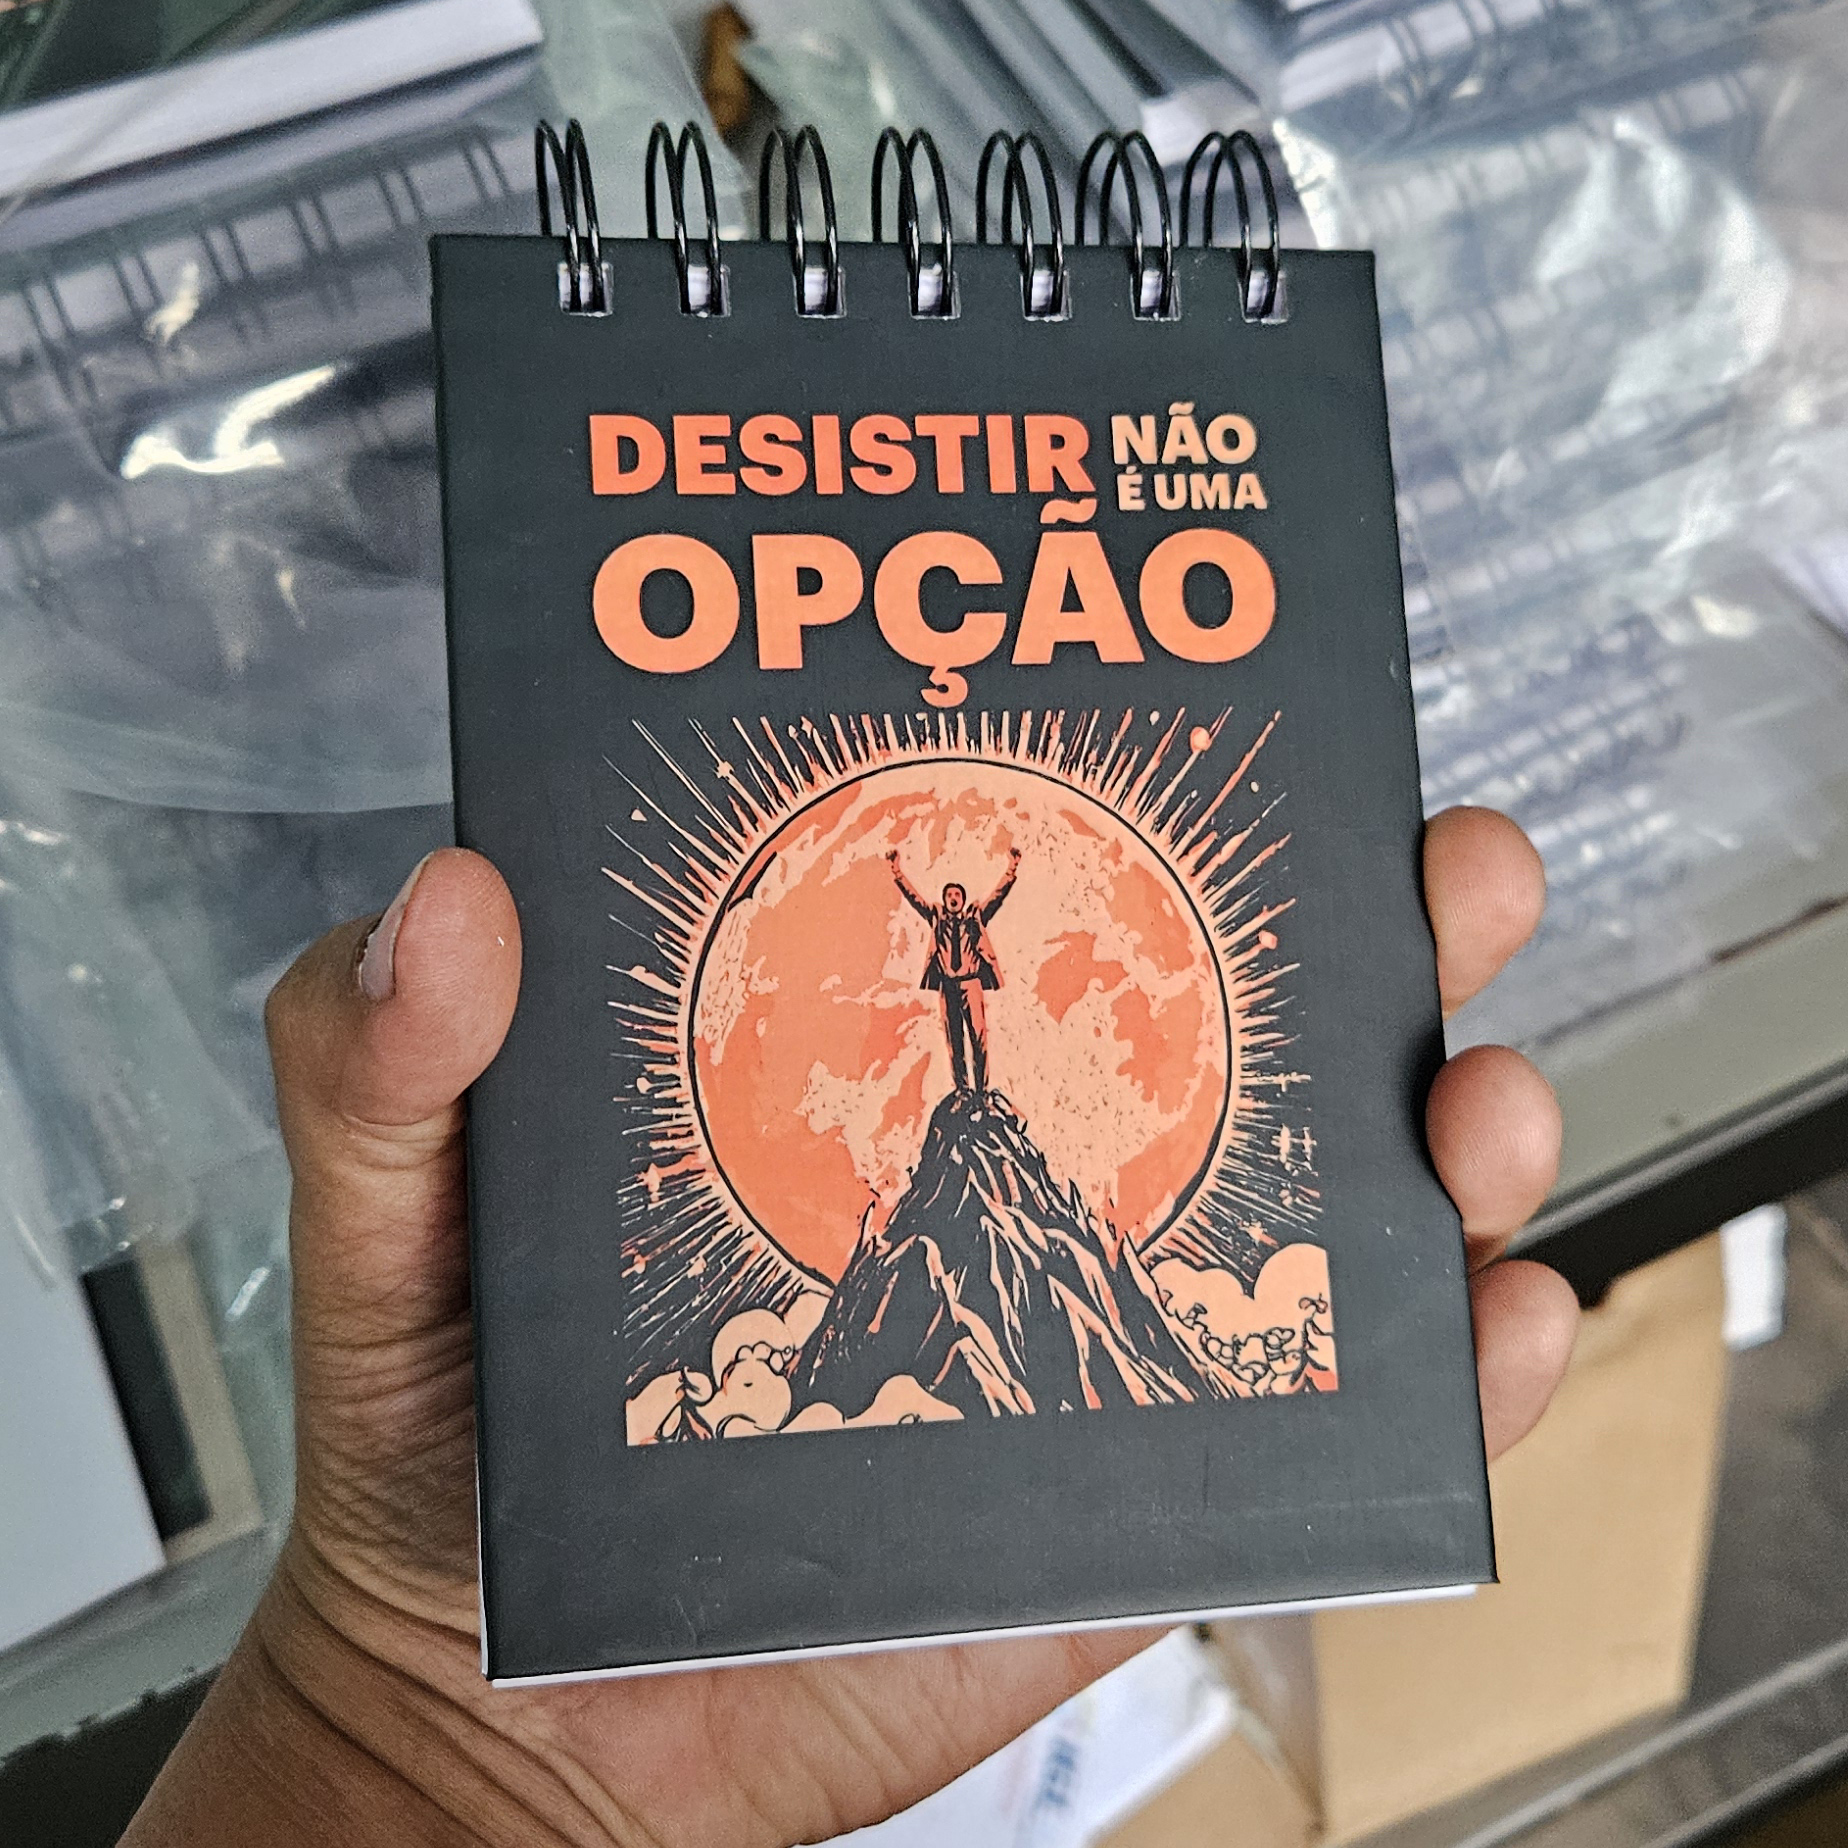 DESISTIR NÃO
É UMA
OPÇÃO